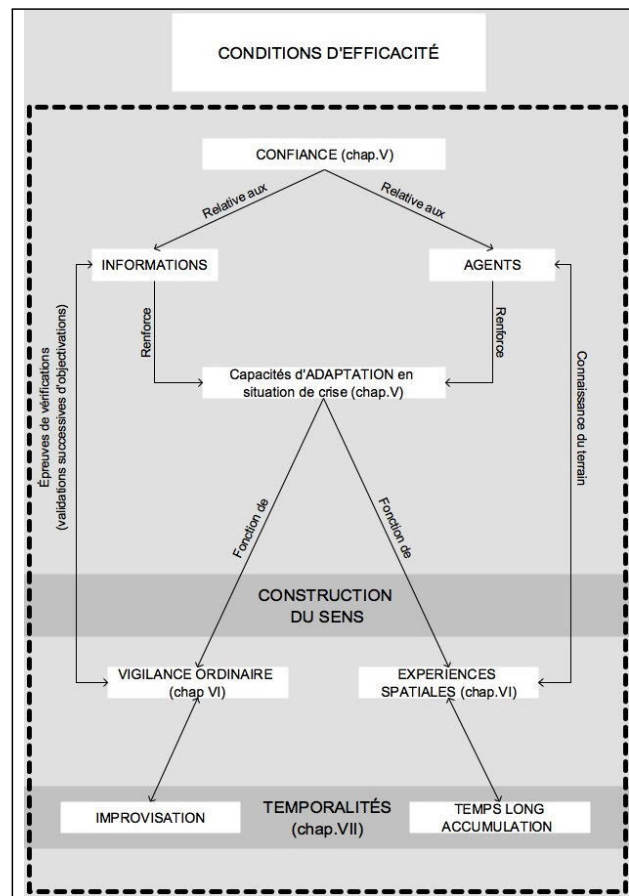 CONDITIONS D'EFFICACITÉ
CONFIANCE (chap.V)
Relative aux
Relative aux
INFORMATIONS
AGENTS
Renforce
Renforce
Capacités d'ADAPTATION en
situation de crise (chap.V)
Épreuves de vérifications
(validations successives d'objectivations)
Connaissance du terrain
Fonction de
Fonction de
CONSTRUCTION
DU SENS
VIGILANCE ORDINAIRE
(chap VI)
EXPERIENCES
SPATIALES (chap.VI)
IMPROVISATION
TEMPORALITÉS
(chap.VII)
TEMPS LONG
ACCUMULATION